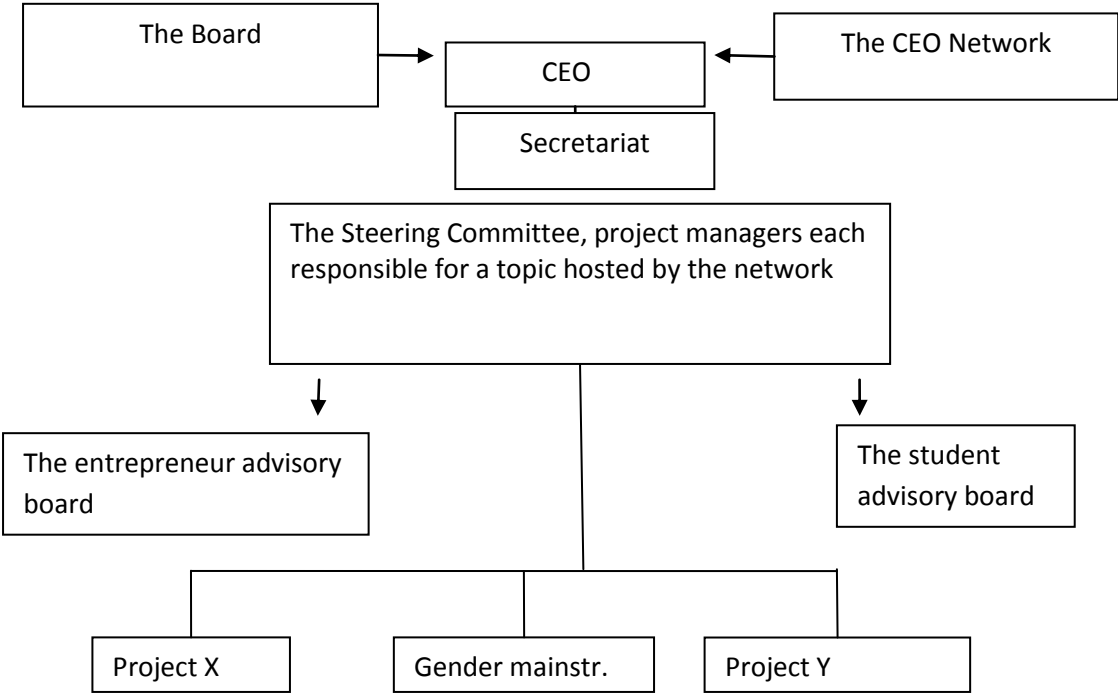 The Board
The CEO Network
CEO
Secretariat
The Steering Committee, project managers each
responsible for a topic hosted by the network
The entrepreneur advisory
board
The student
advisory board
Project X
Gender mainstr.
Project Y